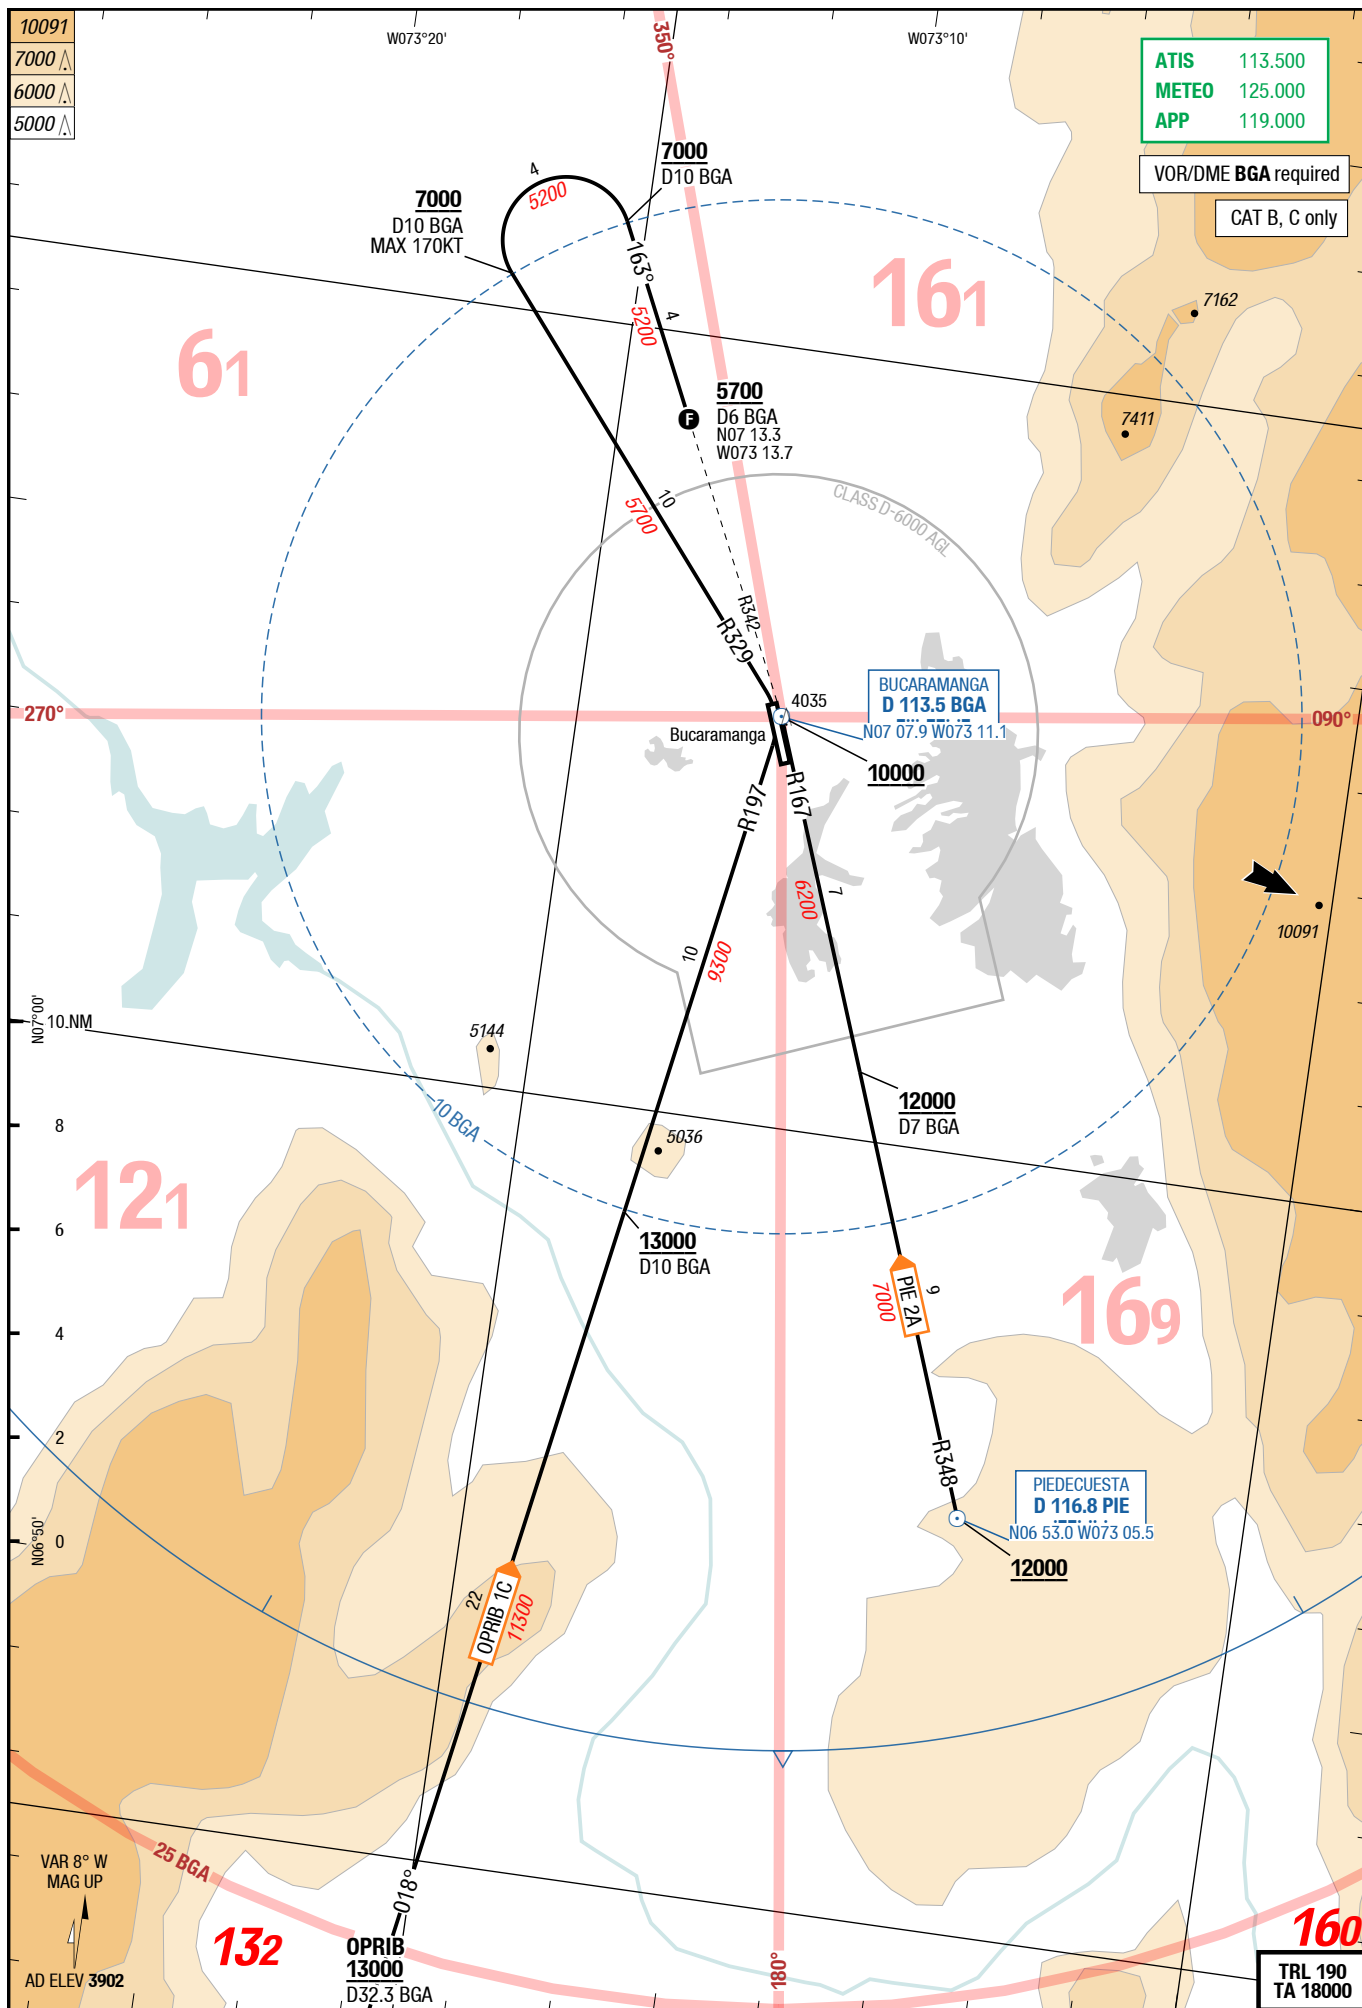 10091
7000
6000
5000
W073°20'
350°
W073°10'
ATIS 113.500
METEO 125.000
APP 119.000
VOR/DME BGA required
CAT B, C only
7000
D10 BGA
7000
D10 BGA
MAX 170KT
4
5200
163°
5200
4
161
61
7162
7411
5700
D6 BGA
N07 13.3
W073 13.7
F
10
5700
CLASS D-6000 AGL
R342
R329
270°
090°
4035
Bucaramanga
BUCARAMANGA
D 113.5 BGA
N07 07.9 W073 11.1
10000
R197
R167
7
6200
10
9300
10091
N07°00'
10.NM
5144
10 BGA
5036
8
12000
D7 BGA
121
6
13000
D10 BGA
4
PIE 2A
9
7000
169
2
R348
PIEDECUESTA
D 116.8 PIE
N06 53.0 W073 05.5
12000
N06°50'
0
22
OPRIB 1C
11300
25 BGA
VAR 8° W
MAG UP
AD ELEV 3902
132
018°
OPRIB
13000
D32.3 BGA
180°
160
TRL 190
TA 18000